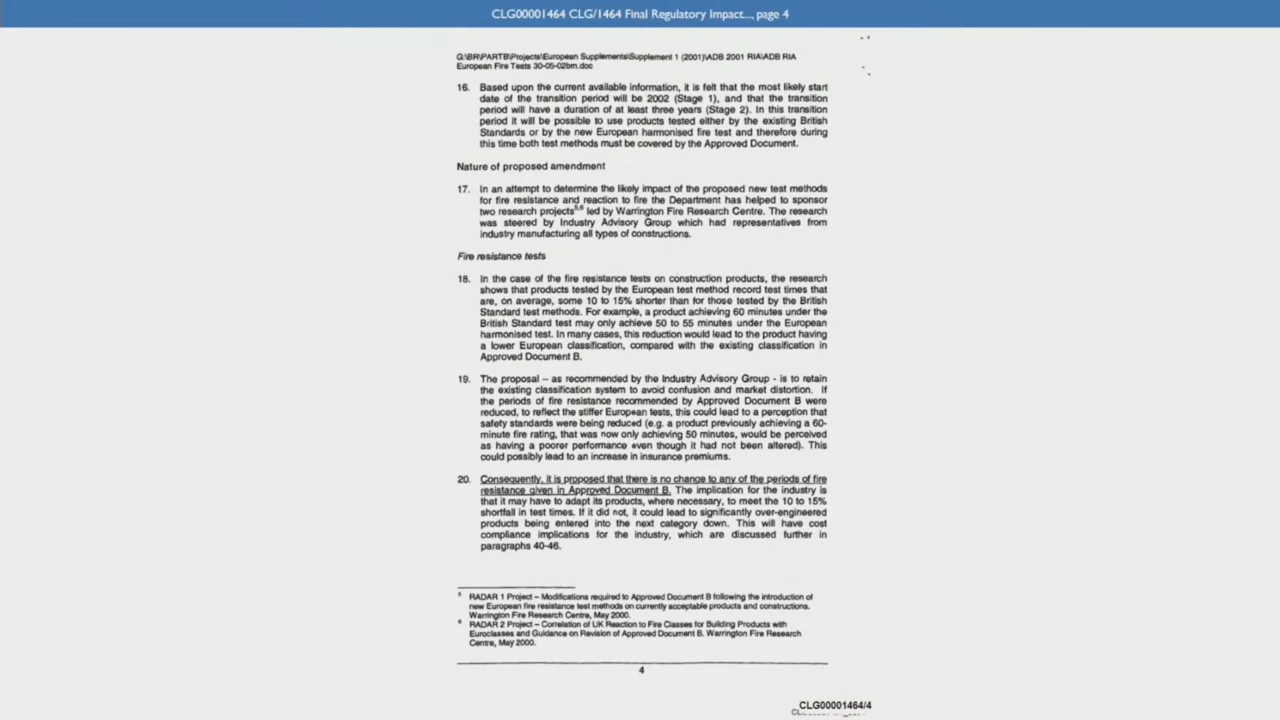 CLG00001464 CLG/1464 Final Regulatory Impact..., page 4
G:\BR\PARTB\Projects\European Supplements\Supplement 1 (2001)\ADB 2001 RIA\ADB RIA
European Fire Tests 30-05-02bm.doc
16. Based upon the current available information, it is felt that the most likely start
date of the transition period will be 2002 (Stage 1), and that the transition
period will have a duration of at least three years (Stage 2). In this transition
period it will be possible to use products tested either by the existing British
Standards or by the new European harmonised fire test and therefore during
this time both test methods must be covered by the Approved Document.
Nature of proposed amendment
17. In an attempt to determine the likely impact of the proposed new test methods
for fire resistance and reaction to fire the Department has helped to sponsor
two research projects5,6 led by Warrington Fire Research Centre. The research
was steered by Industry Advisory Group which had representatives from
industry manufacturing all types of constructions.
Fire resistance tests
18. In the case of the fire resistance tests on construction products, the research
shows that products tested by the European test method record test times that
are, on average, some 10 to 15% shorter than for those tested by the British
Standard test methods. For example, a product achieving 60 minutes under the
British Standard test may only achieve 50 to 55 minutes under the European
harmonised test. In many cases, this reduction would lead to the product having
a lower European classification, compared with the existing classification in
Approved Document B.
19. The proposal – as recommended by the Industry Advisory Group - is to retain
the existing classification system to avoid confusion and market distortion. If
the periods of fire resistance recommended by Approved Document B were
reduced, to reflect the stiffer European tests, this could lead to a perception that
safety standards were being reduced (e.g. a product previously achieving a 60-
minute fire rating, that was now only achieving 50 minutes, would be perceived
as having a poorer performance even though it had not been altered). This
could possibly lead to an increase in insurance premiums.
20. Consequently, it is proposed that there is no change to any of the periods of fire
resistance given in Approved Document B. The implication for the industry is
that it may have to adapt its products, where necessary, to meet the 10 to 15%
shortfall in test times. If it did not, it could lead to significantly over-engineered
products being entered into the next category down. This will have cost
compliance implications for the industry, which are discussed further in
paragraphs 40-46.
5 RADAR 1 Project – Modifications required to Approved Document B following the introduction of
new European fire resistance test methods on currently acceptable products and constructions.
Warrington Fire Research Centre, May 2000.
6 RADAR 2 Project – Correlation of UK Reaction to Fire Classes for Building Products with
Euroclasses and Guidance on Revision of Approved Document B. Warrington Fire Research
Centre, May 2000.
4
CLG00001464/4